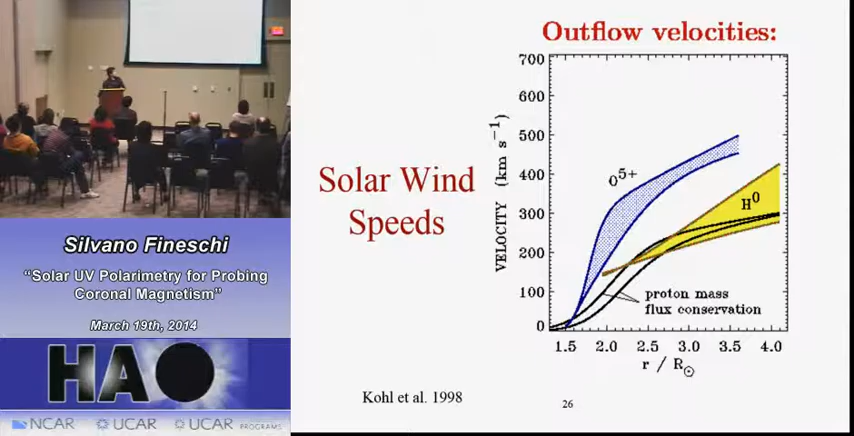 Silvano Fineschi
“Solar UV Polarimetry for Probing
Coronal Magnetism”
March 19th, 2014
HAO
NCAR
UCAR
UCAR PROGRAMS
Solar Wind
Speeds
Outflow velocities:
VELOCITY (km s⁻¹)
700
600
500
400
300
200
100
0
O⁵⁺
H⁰
proton mass
flux conservation
1.5 2.0 2.5 3.0 3.5 4.0
r / R☉
Kohl et al. 1998
26